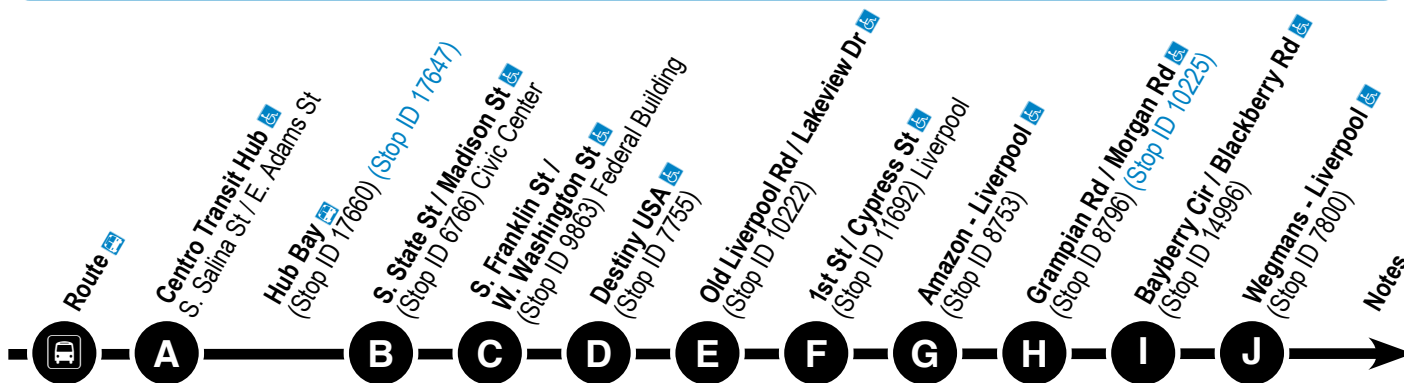 Route
Centro Transit Hub
S. Salina St / E. Adams St
Hub Bay
(Stop ID 17660) (Stop ID 17647)
S. State St / Madison St
(Stop ID 6766) Civic Center
S. Franklin St /
W. Washington St
(Stop ID 9863) Federal Building
Destiny USA
(Stop ID 7755)
Old Liverpool Rd / Lakeview Dr
(Stop ID 10222)
1st St / Cypress St
(Stop ID 11692) Liverpool
Amazon - Liverpool
(Stop ID 8753)
Grampian Rd / Morgan Rd
(Stop ID 8796) (Stop ID 10225)
Bayberry Cir / Blackberry Rd
(Stop ID 14996)
Wegmans - Liverpool
(Stop ID 7800)
Notes
A B C D E F G H I J